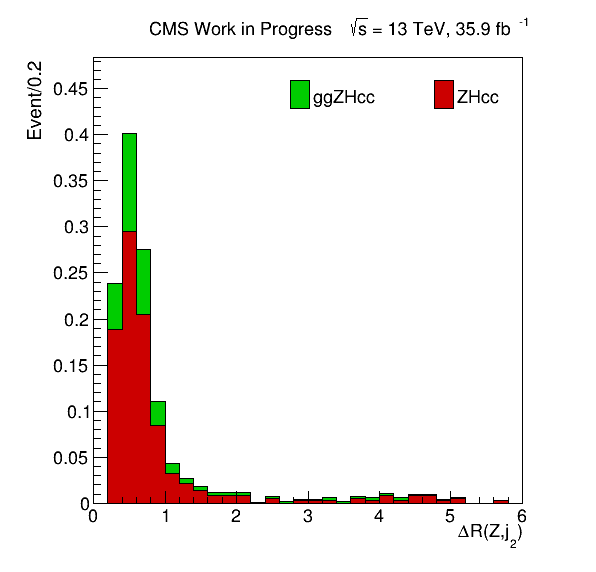 CMS Work in Progress √s = 13 TeV, 35.9 fb⁻¹
Event/0.2
ggZHcc ZHcc
0.45
0.4
0.35
0.3
0.25
0.2
0.15
0.1
0.05
0
0 1 2 3 4 5 6
ΔR(Z,j₂)